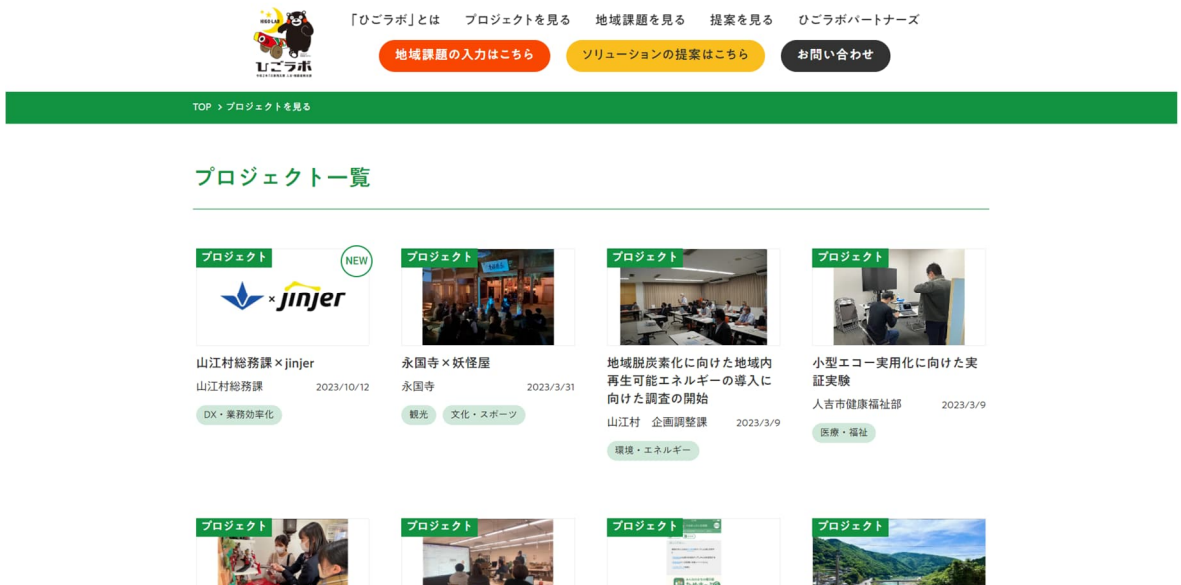 HIGO LAB
ひごラボ
「ひごラボ」とは
プロジェクトを見る
地域課題を見る
提案を見る
ひごラボパートナーズ
地域課題の入力はこちら
ソリューションの提案はこちら
お問い合わせ
TOP > プロジェクトを見る
プロジェクト一覧
プロジェクト
NEW
× jinjer
山江村総務課×jinjer
山江村総務課 2023/10/12
DX・業務効率化
プロジェクト
永国寺×妖怪屋
永国寺 2023/3/31
観光 文化・スポーツ
プロジェクト
地域脱炭素化に向けた地域内
再生可能エネルギーの導入に
向けた調査の開始
山江村 企画調整課 2023/3/9
環境・エネルギー
プロジェクト
小型エコー実用化に向けた実
証実験
人吉市健康福祉部 2023/3/9
医療・福祉
プロジェクト
プロジェクト
プロジェクト
プロジェクト